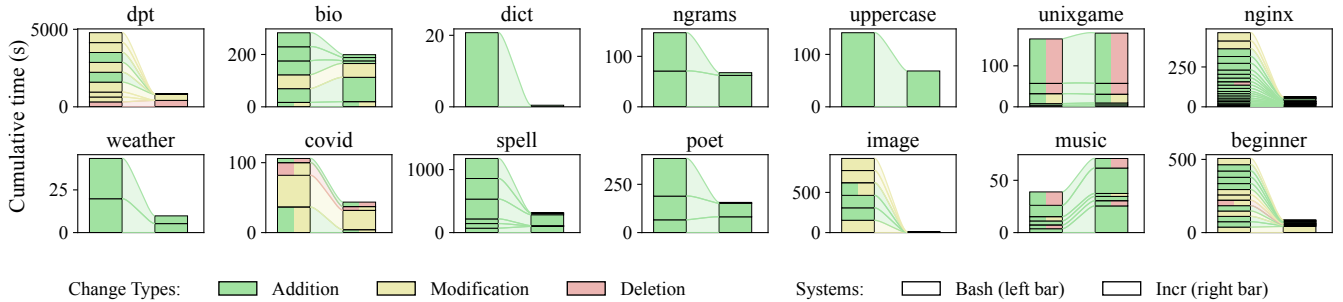 dpt bio dict ngrams uppercase unixgame nginx
5000 200 20 100 100 100 250
0 0 0 0 0 0 0
Cumulative time (s)
weather covid spell poet image music beginner
25 100 1000 250 500 50 500
0 0 0 0 0 0 0
Change Types: Addition Modification Deletion Systems: Bash (left bar) Incr (right bar)